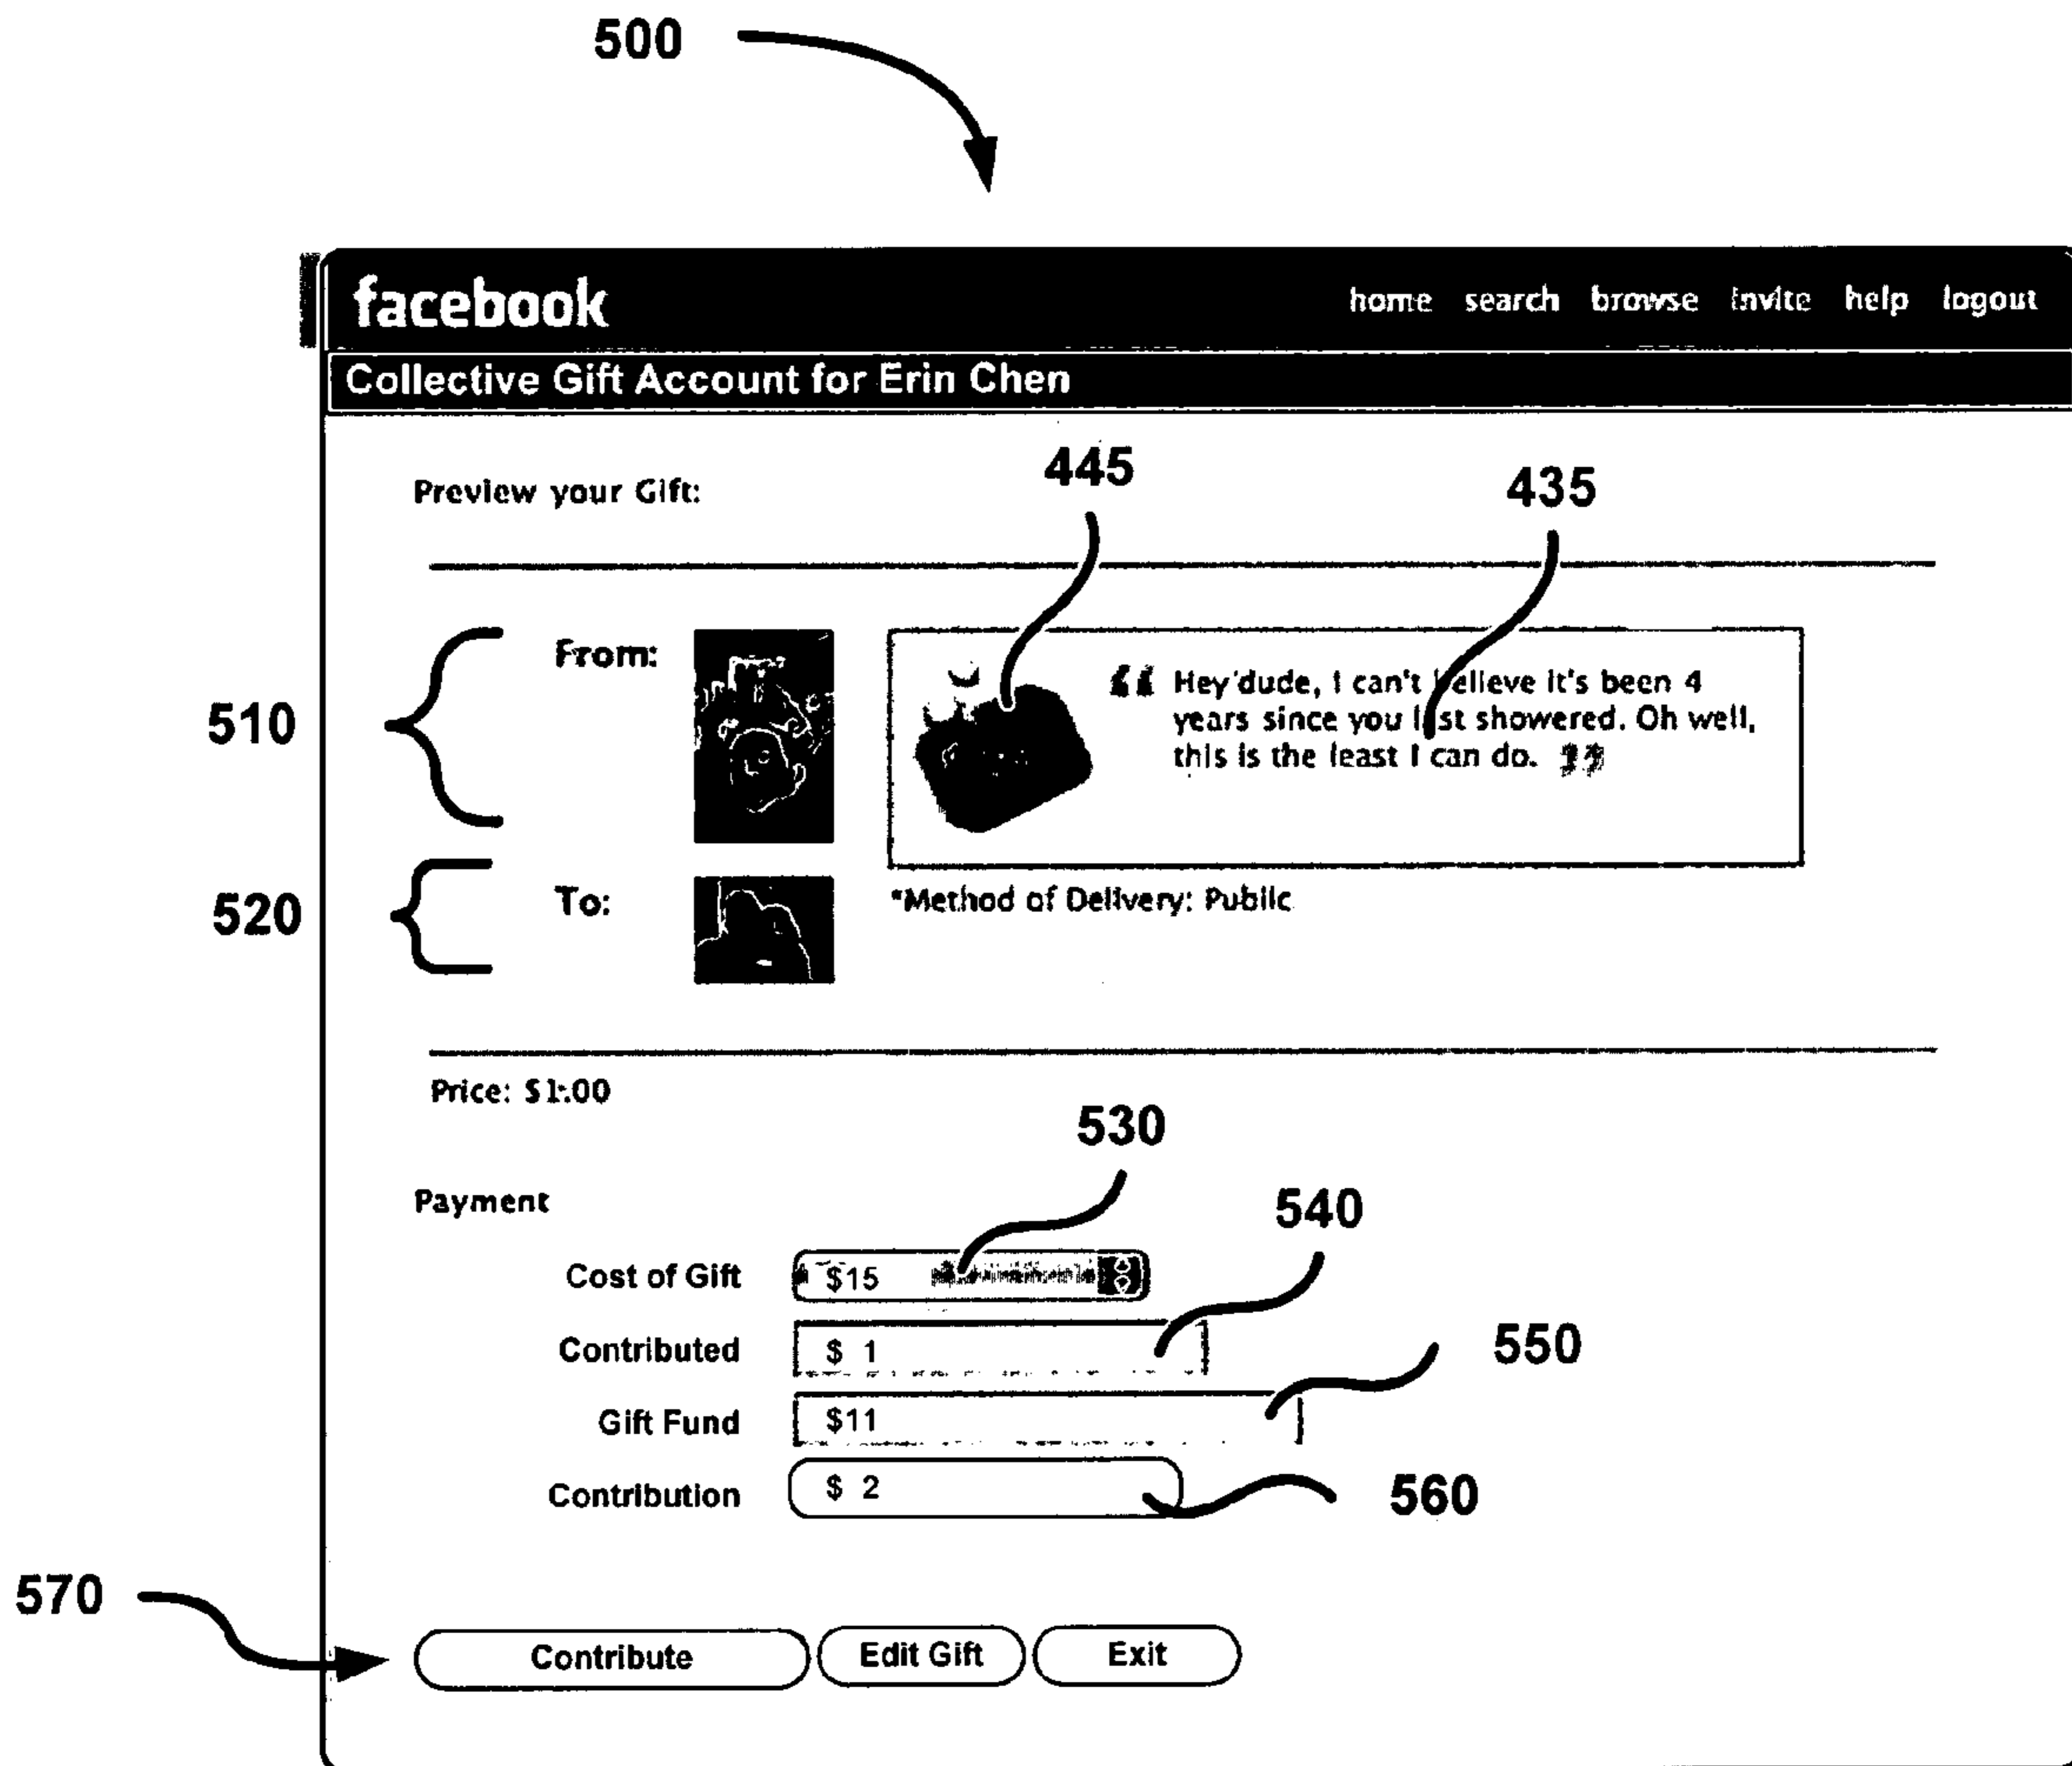 500
facebook home search browse invite help logout
Collective Gift Account for Erin Chen
445
435
Preview your Gift:
510
From:
“ Hey dude, I can't believe it's been 4
years since you last showered. Oh well,
this is the least I can do. ”
520
To:
*Method of Delivery: Public
Price: $1.00
530
Payment
540
Cost of Gift $15
Contributed $ 1
550
Gift Fund $11
Contribution $ 2
560
570
Contribute Edit Gift Exit